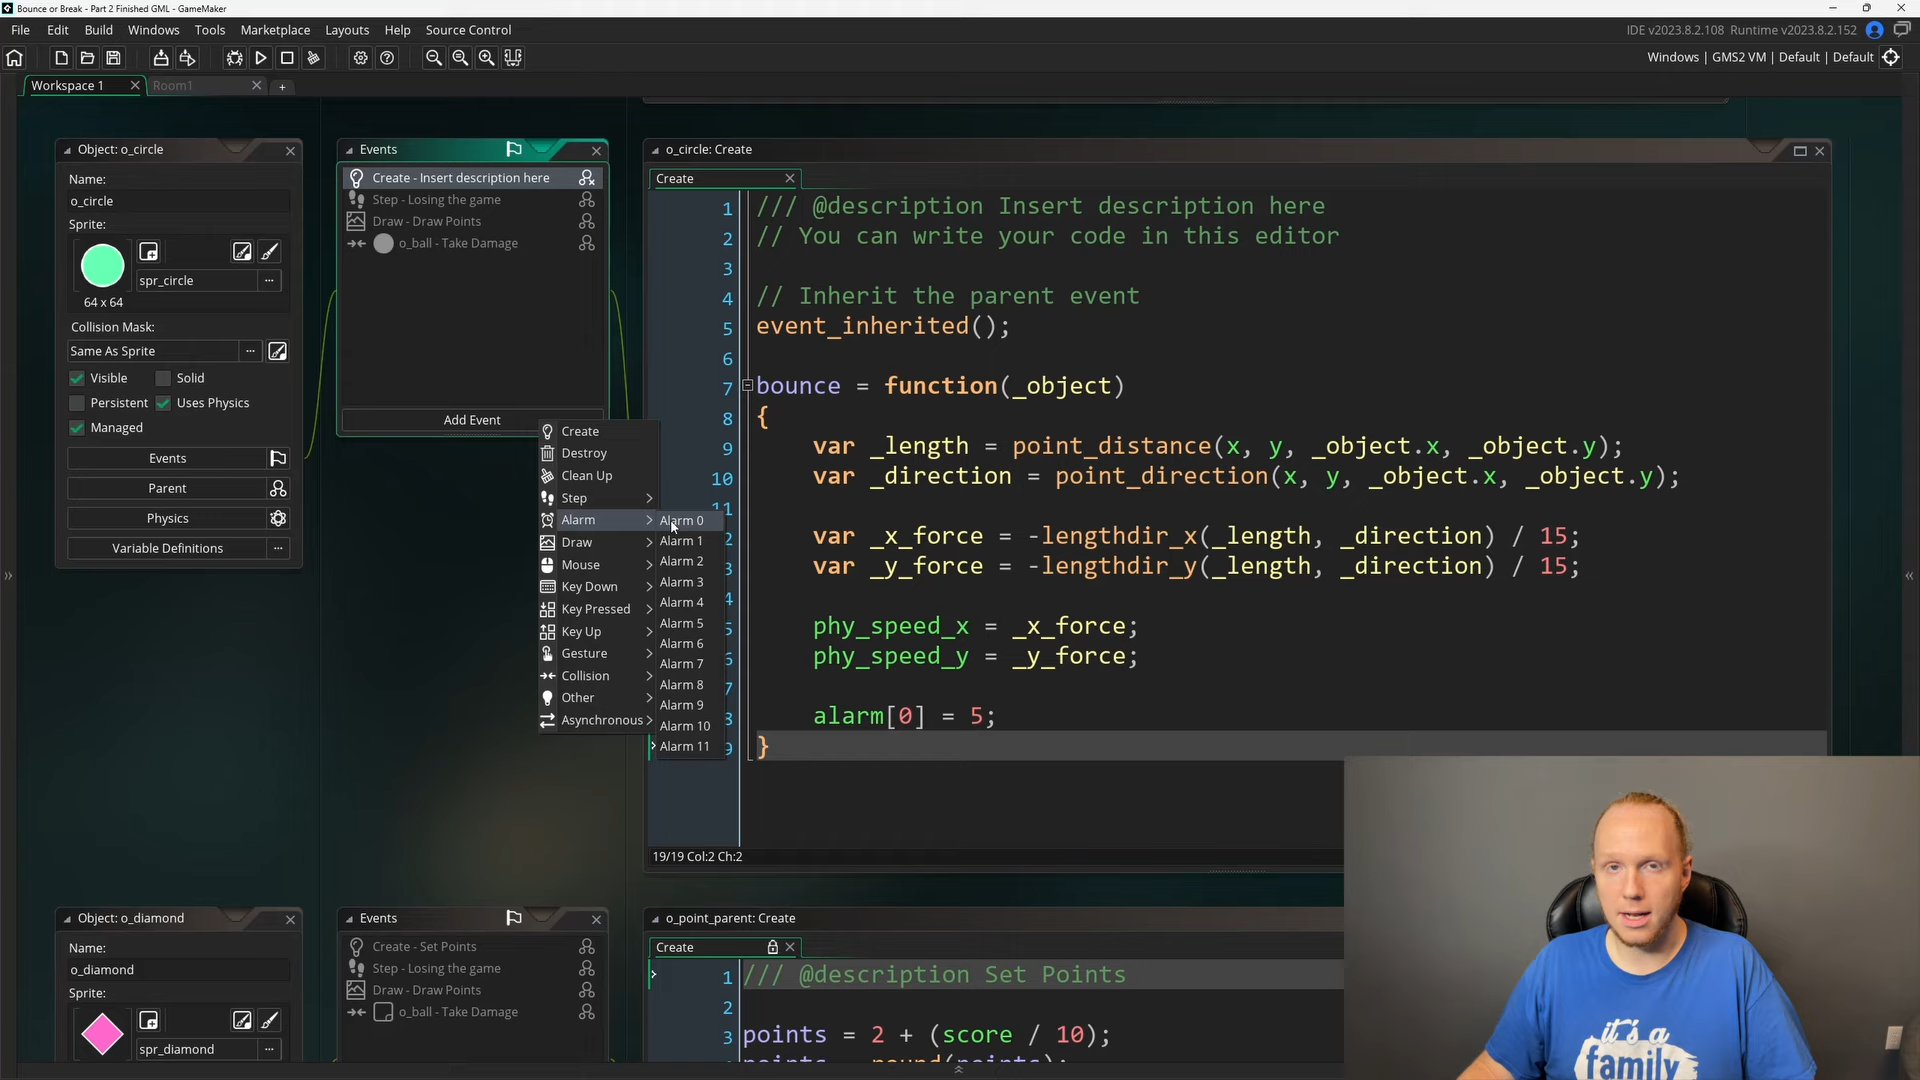 Bounce or Break - Part 2 Finished GML - GameMaker
File Edit Build Windows Tools Marketplace Layouts Help Source Control
IDE v2023.8.2.108 Runtime v2023.8.2.152
Windows | GMS2 VM | Default | Default
Workspace 1
Room1
Object: o_circle
Name:
o_circle
Sprite:
spr_circle
64 x 64
Collision Mask:
Same As Sprite
Visible
Solid
Persistent
Uses Physics
Managed
Events
Parent
Physics
Variable Definitions
Events
Create - Insert description here
Step - Losing the game
Draw - Draw Points
o_ball - Take Damage
Add Event
Create
Destroy
Clean Up
Step
Alarm
Draw
Mouse
Key Down
Key Pressed
Key Up
Gesture
Collision
Other
Asynchronous
Alarm 0
Alarm 1
Alarm 2
Alarm 3
Alarm 4
Alarm 5
Alarm 6
Alarm 7
Alarm 8
Alarm 9
Alarm 10
Alarm 11
o_circle: Create
Create
1 /// @description Insert description here
2 // You can write your code in this editor
3
4 // Inherit the parent event
5 event_inherited();
6
7 bounce = function(_object)
8 {
9 var _length = point_distance(x, y, _object.x, _object.y);
10 var _direction = point_direction(x, y, _object.x, _object.y);
11
2 var _x_force = -lengthdir_x(_length, _direction) / 15;
3 var _y_force = -lengthdir_y(_length, _direction) / 15;
4
5 phy_speed_x = _x_force;
6 phy_speed_y = _y_force;
7
8 alarm[0] = 5;
9 }
19/19 Col:2 Ch:2
Object: o_diamond
Name:
o_diamond
Sprite:
spr_diamond
Events
Create - Set Points
Step - Losing the game
Draw - Draw Points
o_ball - Take Damage
o_point_parent: Create
Create
1 /// @description Set Points
2
3 points = 2 + (score / 10);
it's a
family